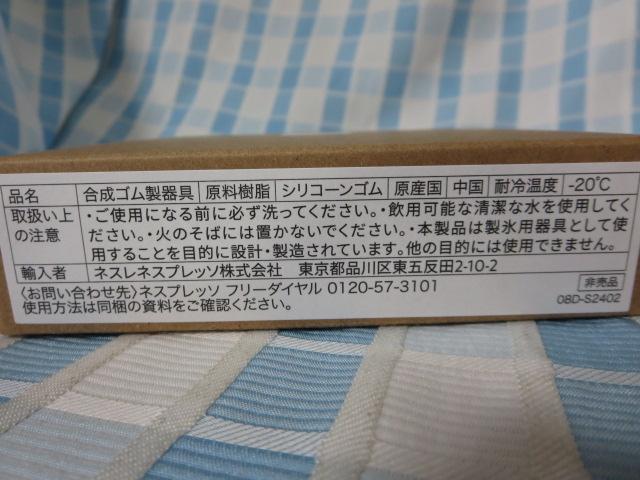 品名 合成ゴム製器具 原料樹脂 シリコーンゴム 原産国 中国 耐冷温度 -20℃
取扱い上の注意
・ご使用になる前に必ず洗ってください。・飲用可能な清潔な水を使用してく
ださい。・火のそばには置かないでください。・本製品は製氷用器具として使
用することを目的に設計・製造されています。他の目的には使用できません。
輸入者 ネスレネスプレッソ株式会社 東京都品川区東五反田2-10-2
〈お問い合わせ先〉ネスプレッソ フリーダイヤル 0120-57-3101
非売品
使用方法は同梱の資料をご確認ください。
08D-S2402